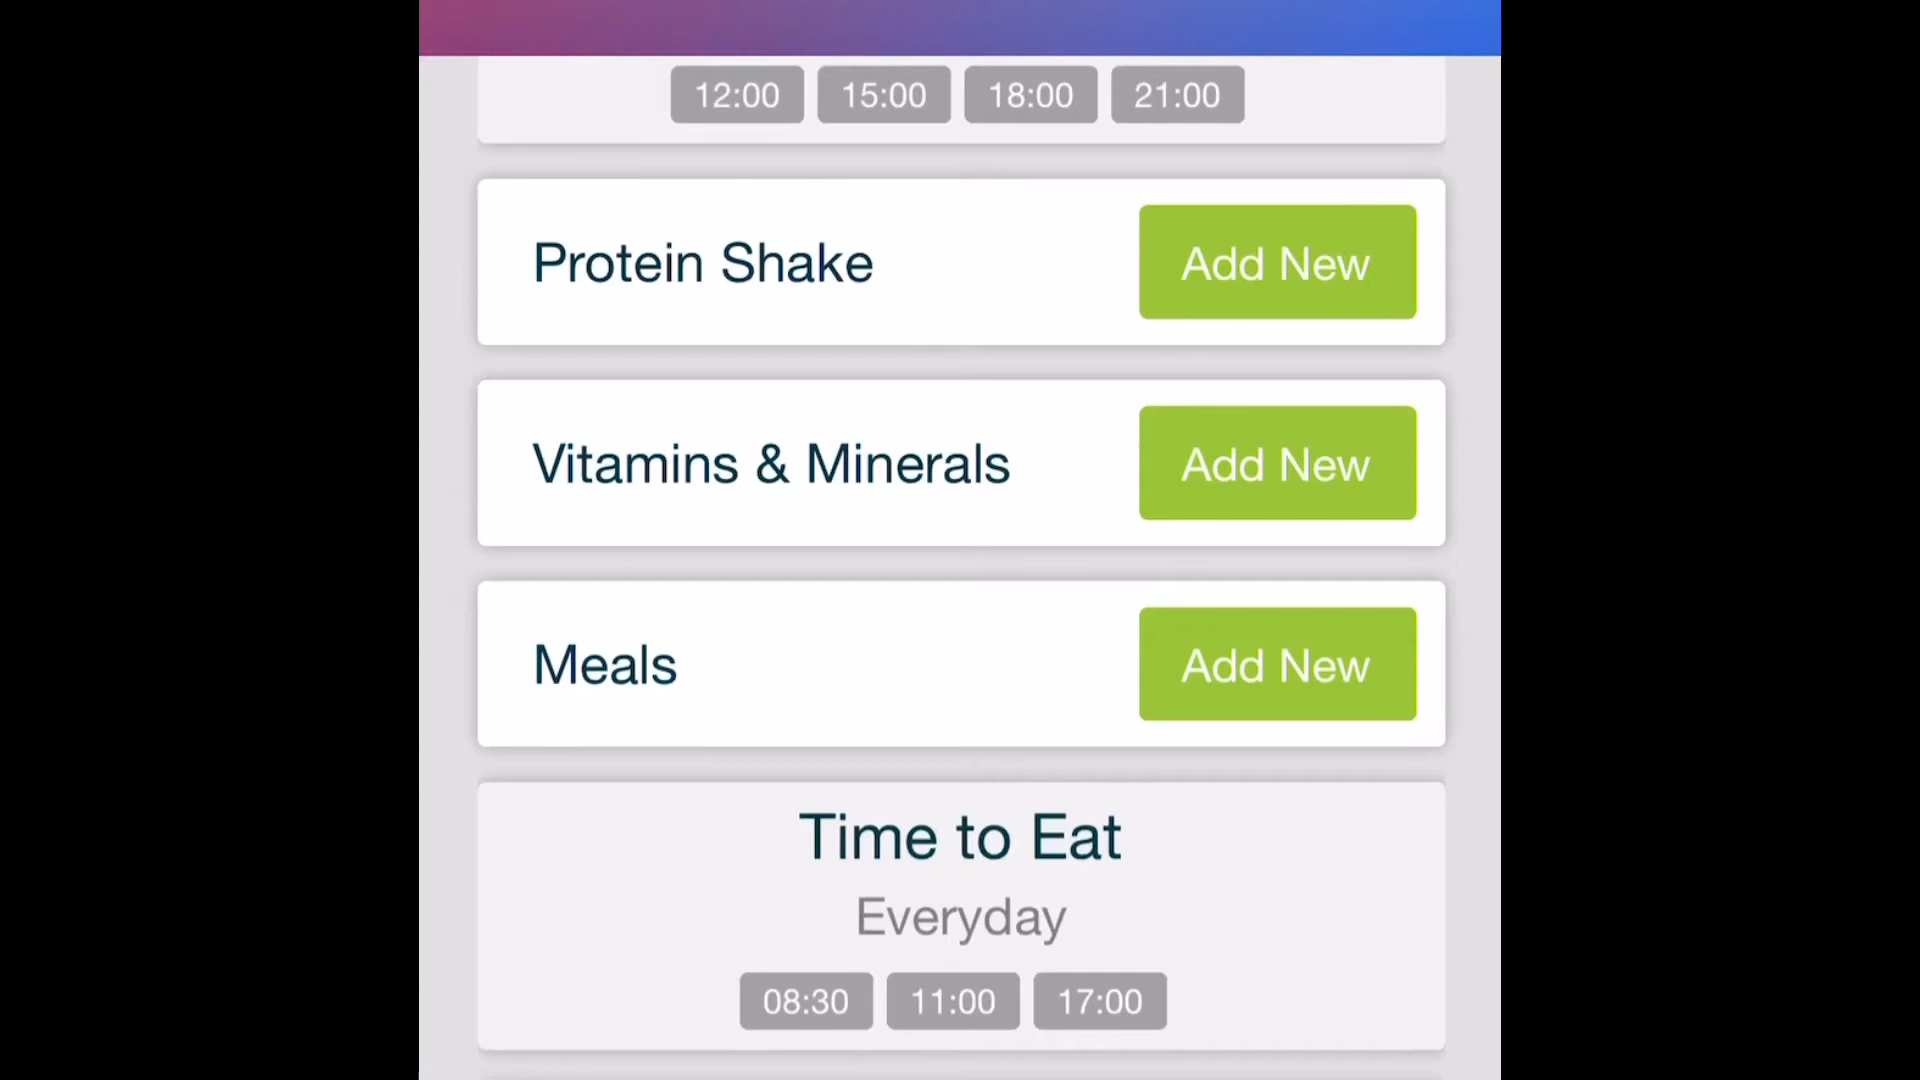 12:00 15:00 18:00 21:00
Protein Shake Add New
Vitamins & Minerals Add New
Meals Add New
Time to Eat
Everyday
08:30 11:00 17:00